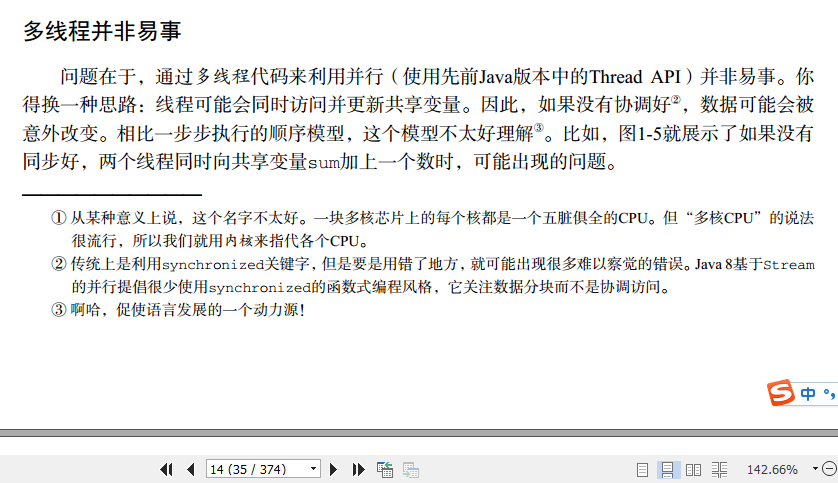 多线程并非易事
问题在于，通过多线程代码来利用并行（使用先前Java版本中的Thread API）并非易事。你
得换一种思路：线程可能会同时访问并更新共享变量。因此，如果没有协调好②，数据可能会被
意外改变。相比一步步执行的顺序模型，这个模型不太好理解③。比如，图1-5就展示了如果没有
同步好，两个线程同时向共享变量sum加上一个数时，可能出现的问题。
① 从某种意义上说，这个名字不太好。一块多核芯片上的每个核都是一个五脏俱全的CPU。但“多核CPU”的说法
很流行，所以我们就用内核来指代各个CPU。
② 传统上是利用synchronized关键字，但是要是用错了地方，就可能出现很多难以察觉的错误。Java 8基于Stream
的并行提倡很少使用synchronized的函数式编程风格，它关注数据分块而不是协调访问。
③ 啊哈，促使语言发展的一个动力源！
S 中 °，
14 (35 / 374) 142.66%